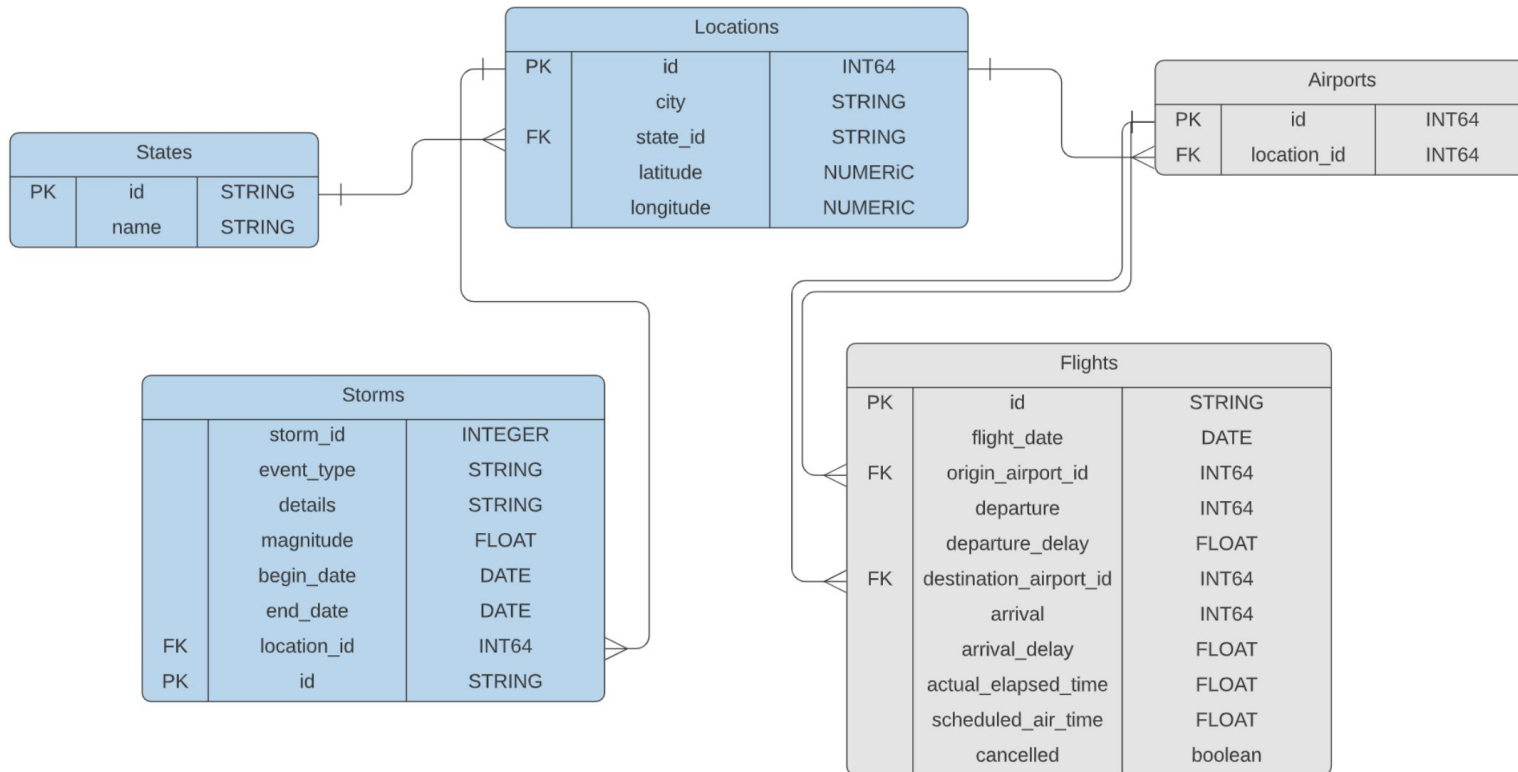 Locations
PK id INT64
city STRING
FK state_id STRING
latitude NUMERiC
longitude NUMERIC
Airports
PK id INT64
FK location_id INT64
States
PK id STRING
name STRING
Storms
storm_id INTEGER
event_type STRING
details STRING
magnitude FLOAT
begin_date DATE
end_date DATE
FK location_id INT64
PK id STRING
Flights
PK id STRING
flight_date DATE
FK origin_airport_id INT64
departure INT64
departure_delay FLOAT
FK destination_airport_id INT64
arrival INT64
arrival_delay FLOAT
actual_elapsed_time FLOAT
scheduled_air_time FLOAT
cancelled boolean